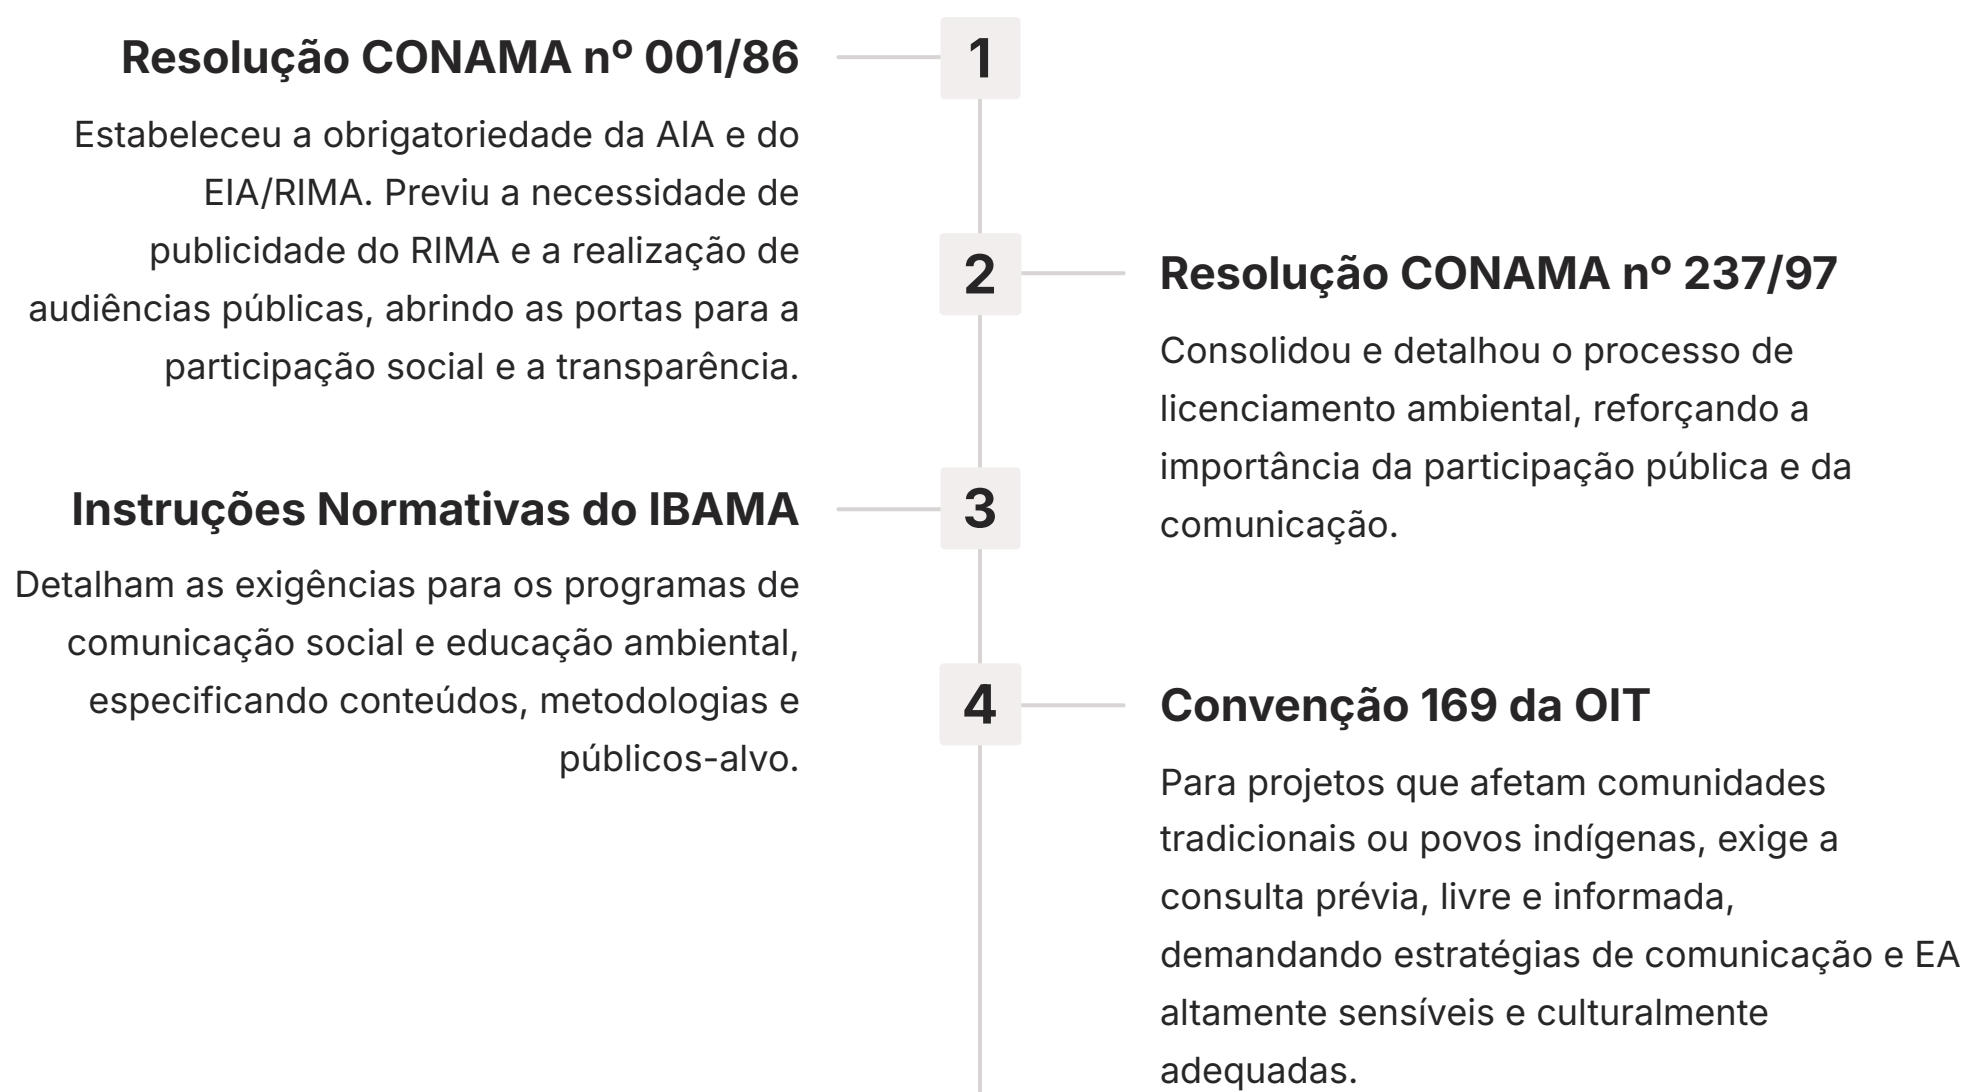 1
Resolução CONAMA nº 001/86
Estabeleceu a obrigatoriedade da AIA e do
EIA/RIMA. Previu a necessidade de
publicidade do RIMA e a realização de
audiências públicas, abrindo as portas para a
participação social e a transparência.
2
Resolução CONAMA nº 237/97
Consolidou e detalhou o processo de
licenciamento ambiental, reforçando a
importância da participação pública e da
comunicação.
3
Instruções Normativas do IBAMA
Detalham as exigências para os programas de
comunicação social e educação ambiental,
especificando conteúdos, metodologias e
públicos-alvo.
4
Convenção 169 da OIT
Para projetos que afetam comunidades
tradicionais ou povos indígenas, exige a
consulta prévia, livre e informada,
demandando estratégias de comunicação e EA
altamente sensíveis e culturalmente
adequadas.